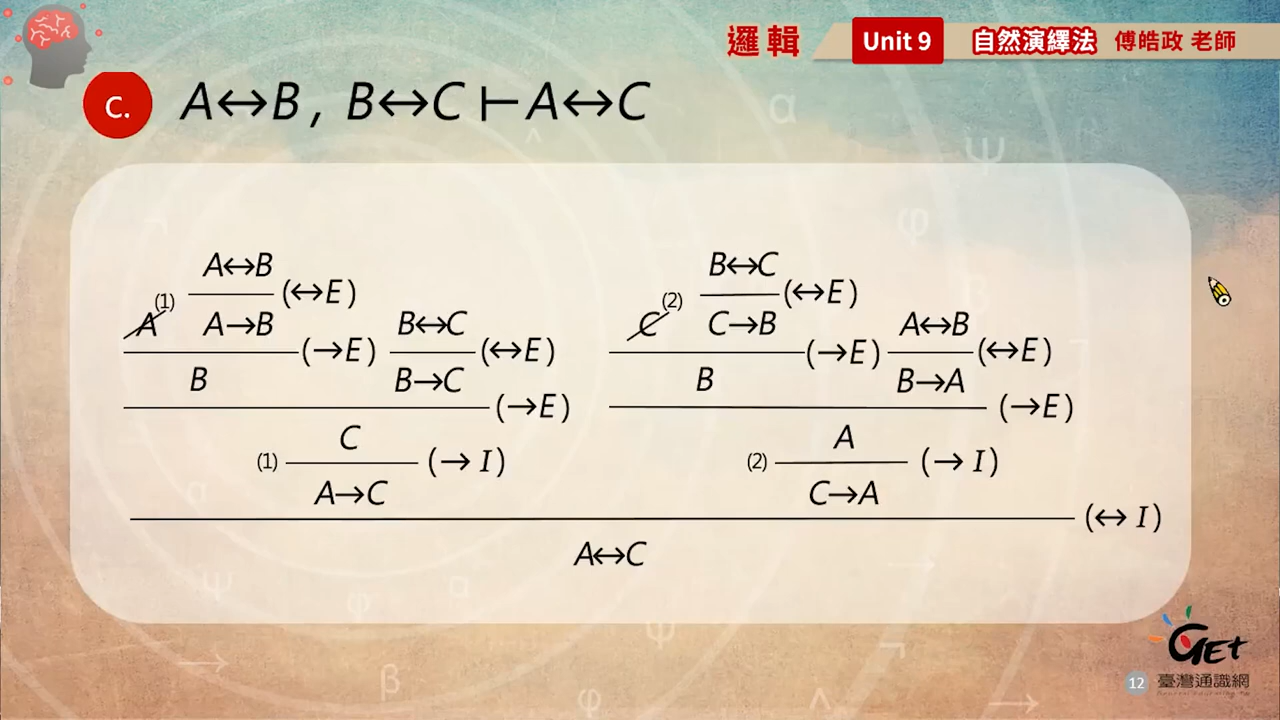 邏輯 Unit 9 自然演繹法 傅皓政 老師
C. A↔B, B↔C ⊢ A↔C
A↔B B↔C
(1) (↔E) (2) (↔E)
A A→B B↔C C C→B A↔B
(→E) (↔E) (→E) (↔E)
B B→C B B→A
(→E) (→E)
C A
(1) (→ I) (2) (→ I)
A→C C→A
(↔ I)
A↔C
GET
12 臺灣通識網